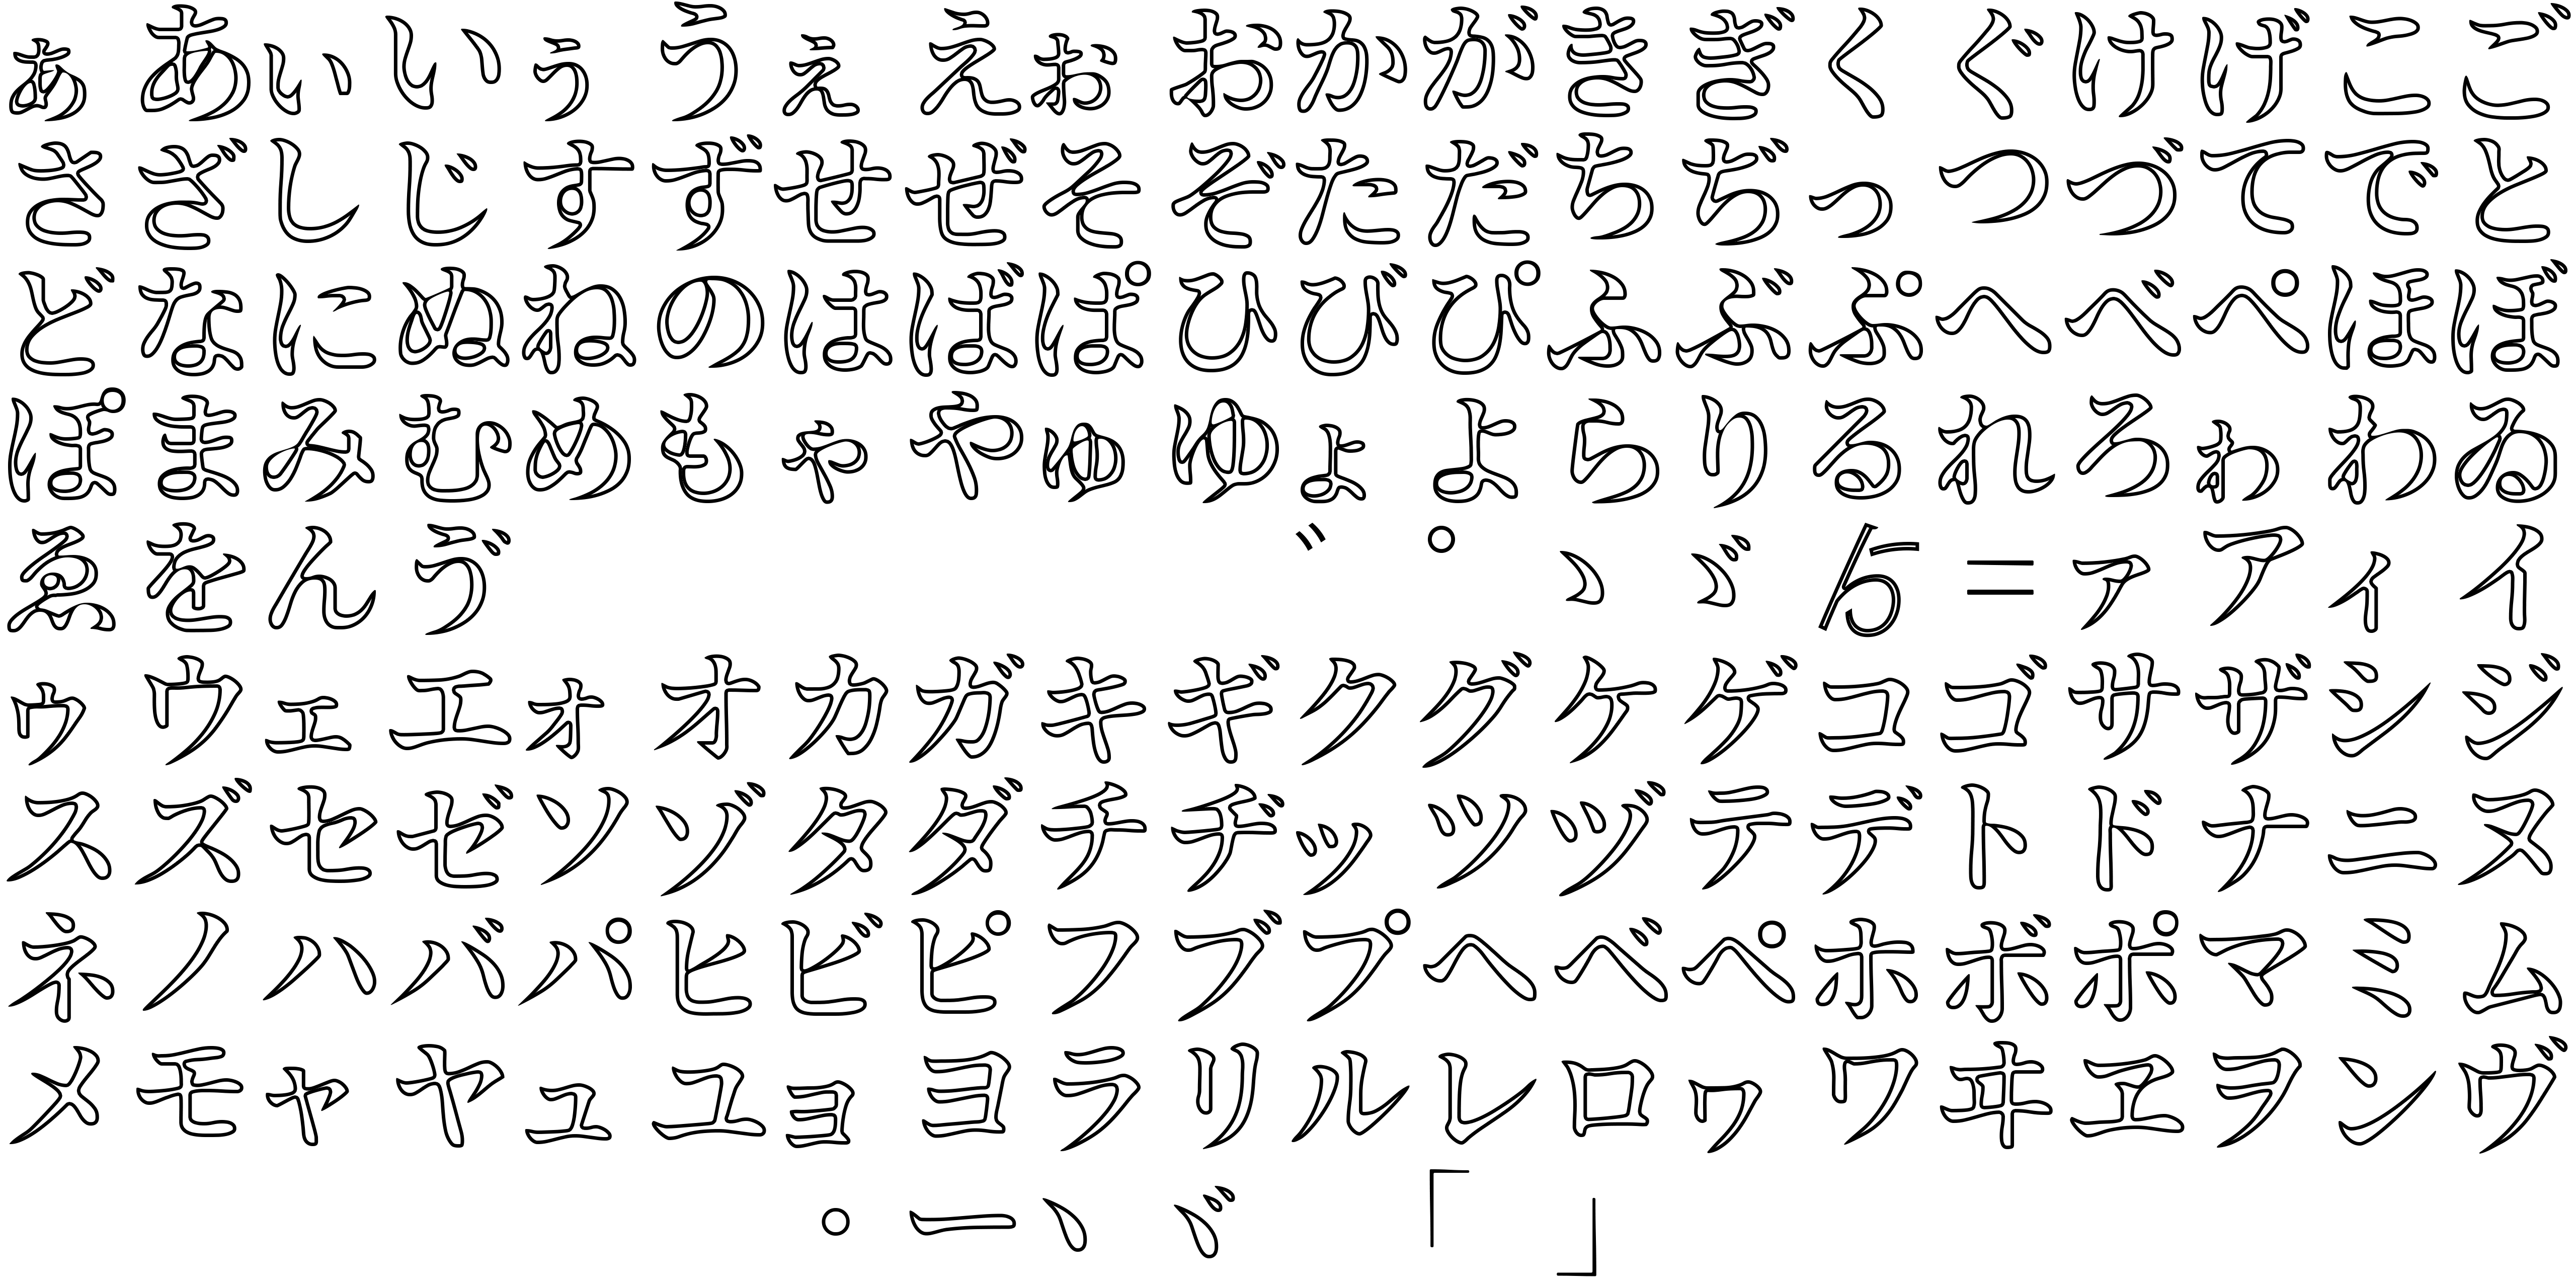 ぁあぃいぅうぇえぉおかがきぎくぐけげこご
さざしじすずせぜそぞただちぢっつづてでと
どなにぬねのはばぱひびぴふぶぷへべぺほぼ
ぽまみむめもゃやゅゆょよらりるれろゎわゐ
ゑをんゔ゛゜ゝゞゟ゠ァアィイ
ゥウェエォオカガキギクグケゲコゴサザシジ
スズセゼソゾタダチヂッツヅテデトドナニヌ
ネノハバパヒビピフブプヘベペホボポマミム
メモャヤュユョヨラリルレロヮワヰヱヲンヴ
・ーヽヾ「」